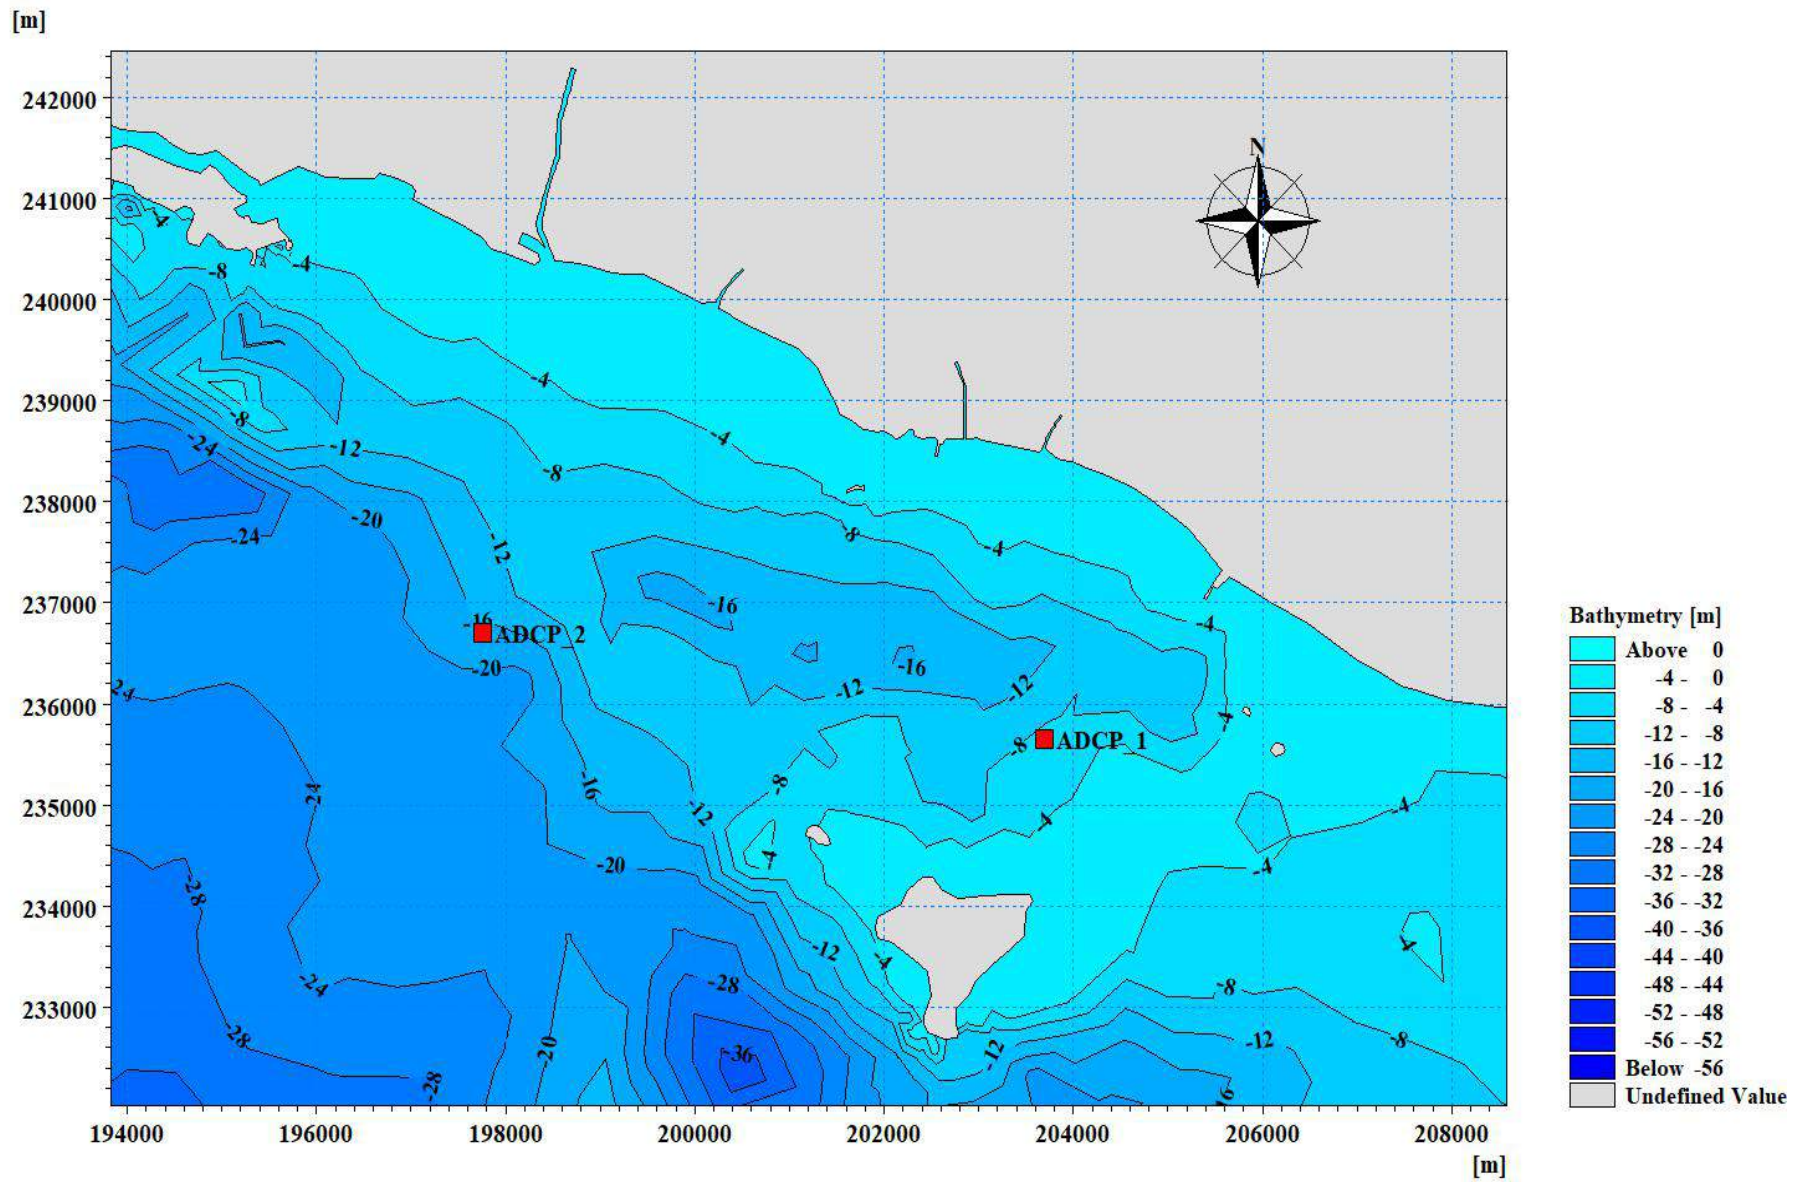 [m]
242000
241000
240000
239000
238000
237000
236000
235000
234000
233000
194000 196000 198000 200000 202000 204000 206000 208000
[m]
N
-4
-8 -4
-4
-8
-4
-24 -12
-8
-20
-24
-12
-8
-4
-16
-16
ADCP_2
-4
-20
-16
-24
-12
-12
-4
-8
ADCP_1
-8
-16
-24
-12
-4
-4
-4
-20
-4
-28
-12
-4
-4
-24
-28
-8
-28
-20
-36
-12
-12
-8
-28
16
Bathymetry [m]
Above 0
-4 - 0
-8 - -4
-12 - -8
-16 - -12
-20 - -16
-24 - -20
-28 - -24
-32 - -28
-36 - -32
-40 - -36
-44 - -40
-48 - -44
-52 - -48
-56 - -52
Below -56
Undefined Value